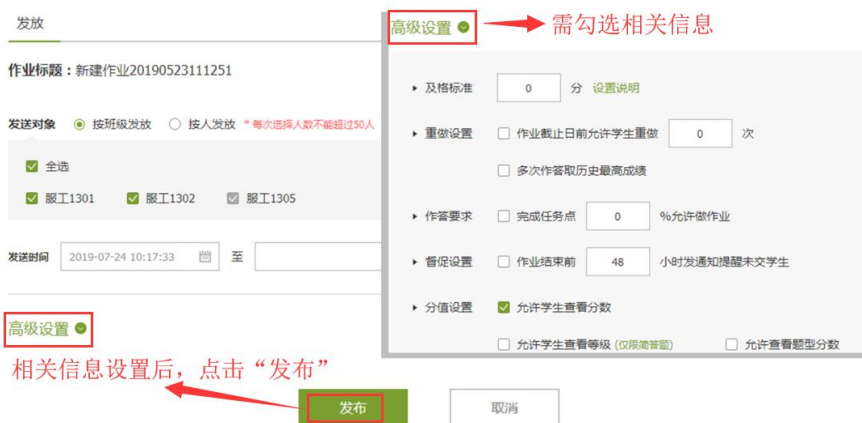 发放
作业标题：新建作业20190523111251
发送对象 按班级发放 按人发放 * 每次选择人数不能超过50人
全选
服工1301 服工1302 服工1305
发送时间 2019-07-24 10:17:33 至
高级设置
相关信息设置后，点击“发布”
高级设置 需勾选相关信息
及格标准 0 分 设置说明
重做设置 作业截止日前允许学生重做 0 次
多次作答取历史最高成绩
作答要求 完成任务点 0 %允许做作业
督促设置 作业结束前 48 小时发通知提醒未交学生
分值设置 允许学生查看分数
允许学生查看等级 (仅限简答题) 允许查看题型分数
发布 取消